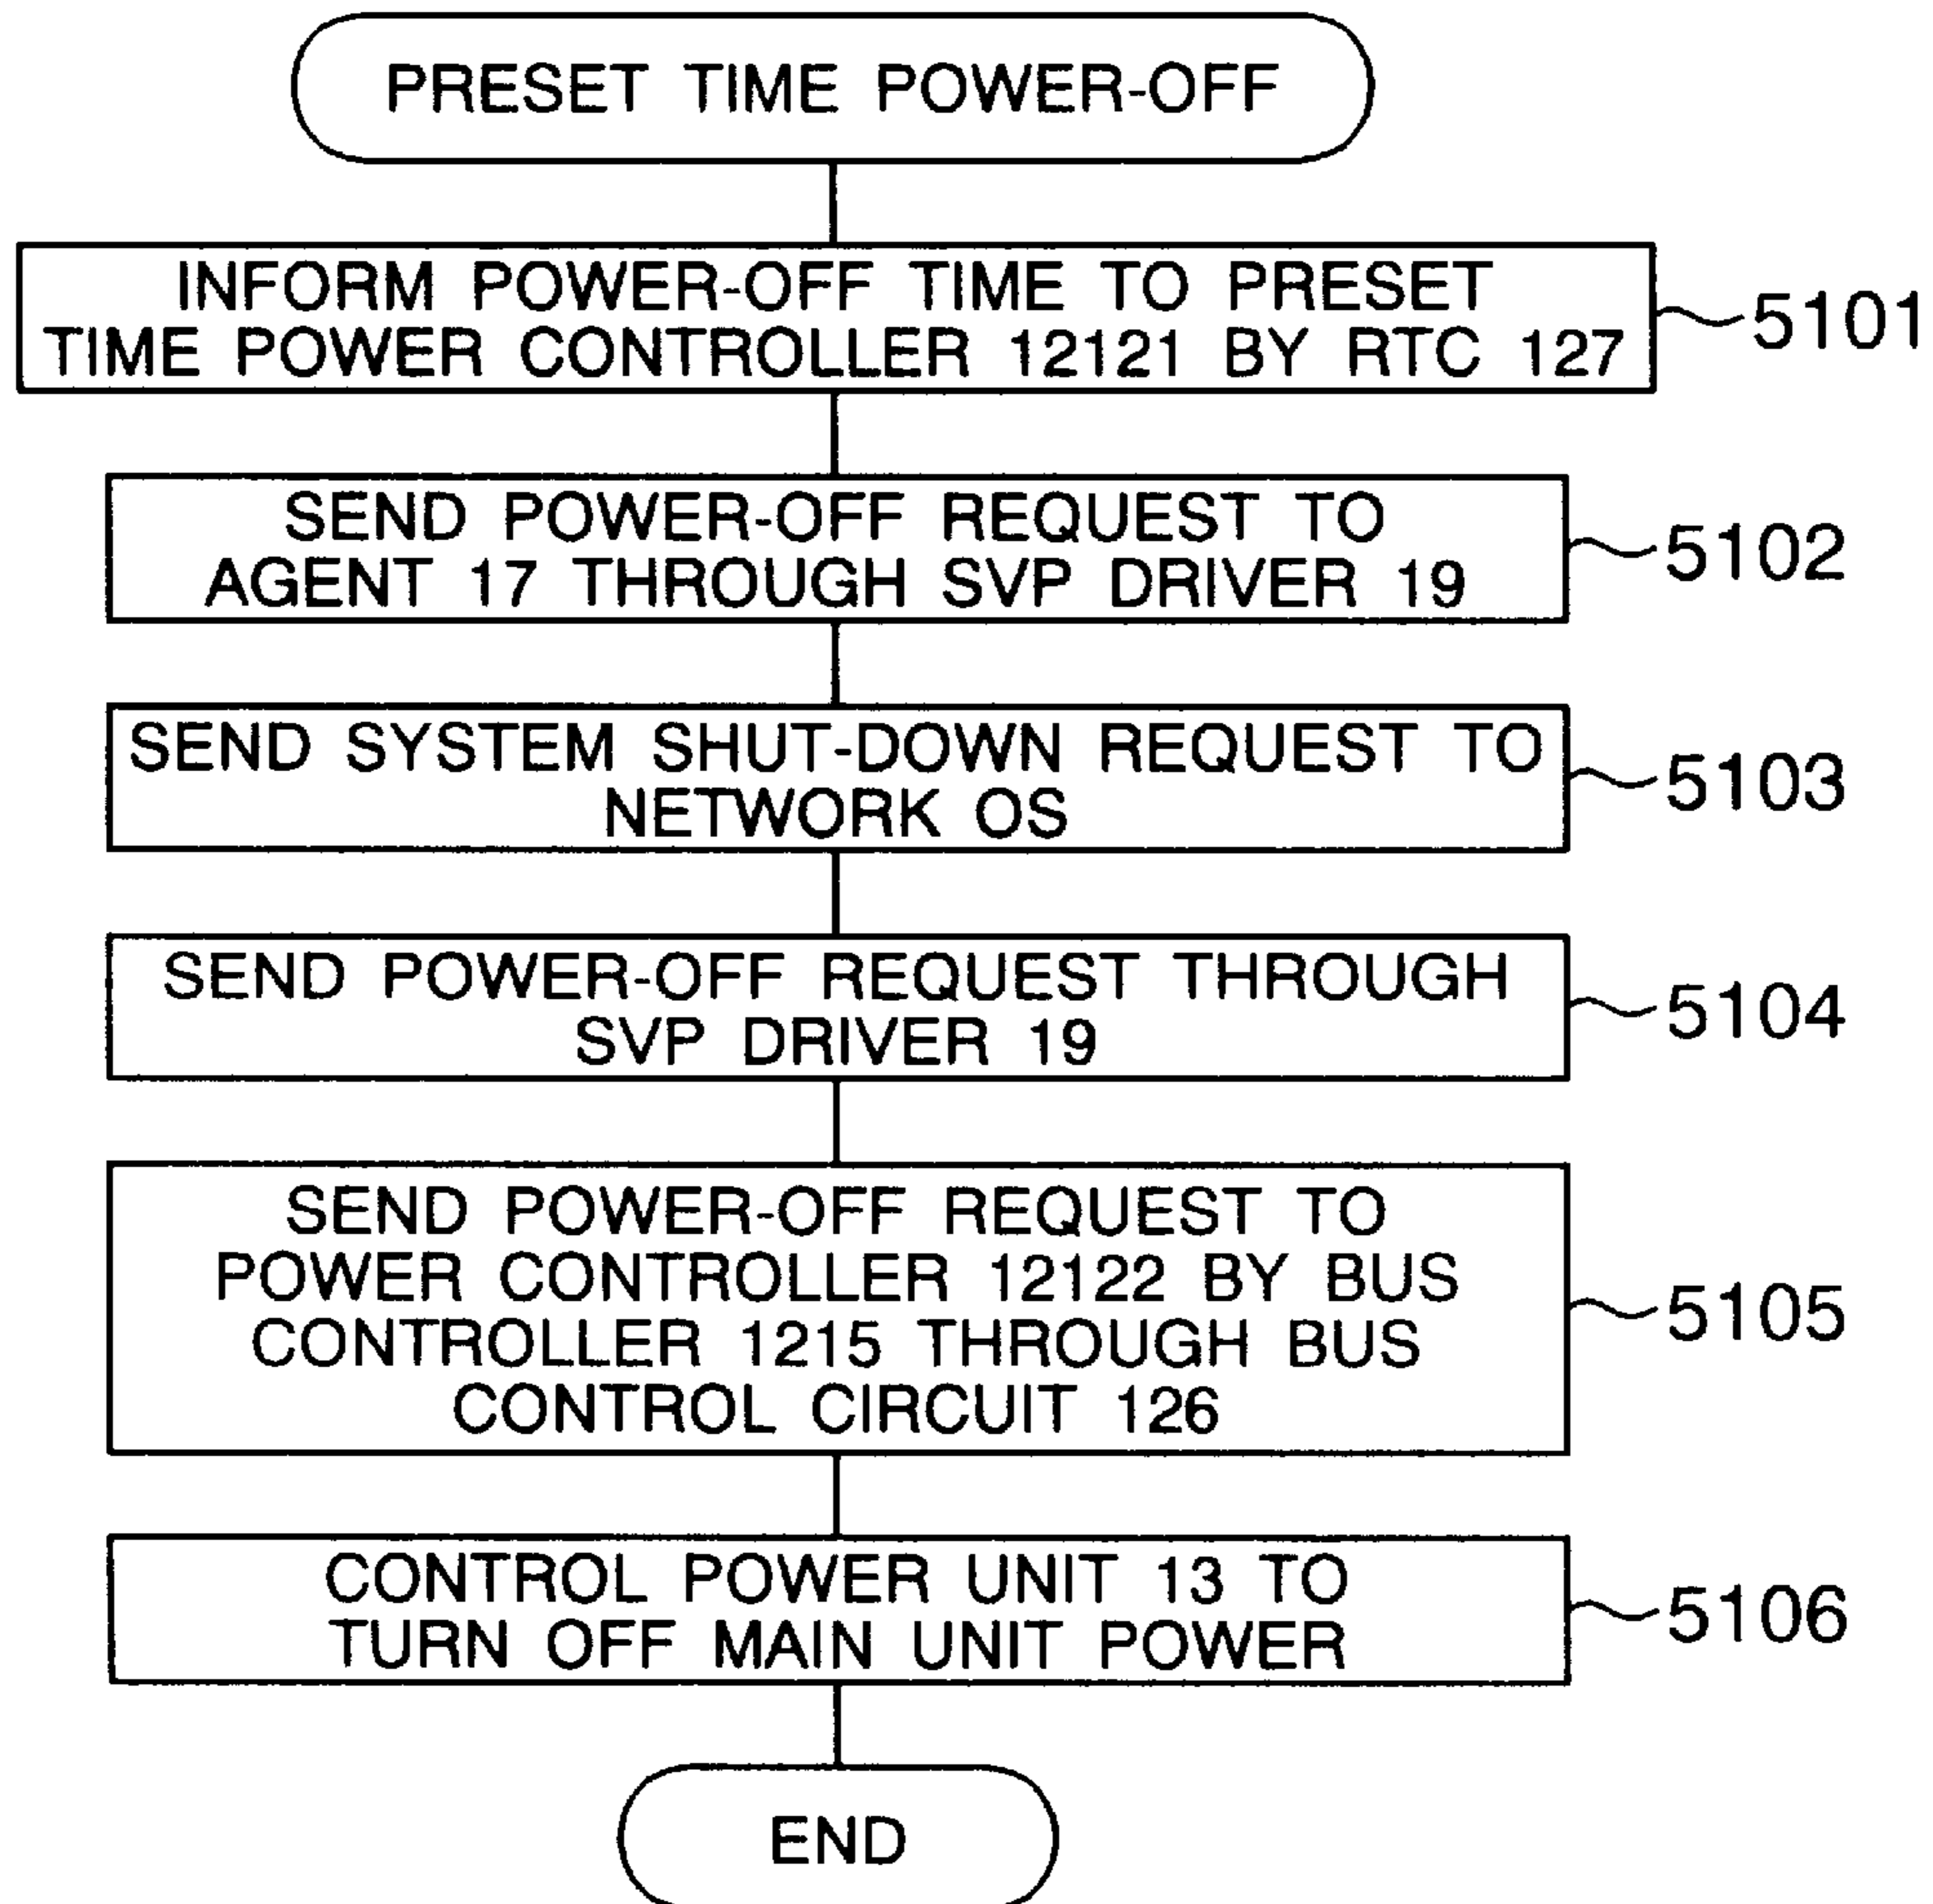 PRESET TIME POWER-OFF
INFORM POWER-OFF TIME TO PRESET
TIME POWER CONTROLLER 12121 BY RTC 127
5101
SEND POWER-OFF REQUEST TO
AGENT 17 THROUGH SVP DRIVER 19
5102
SEND SYSTEM SHUT-DOWN REQUEST TO
NETWORK OS
5103
SEND POWER-OFF REQUEST THROUGH
SVP DRIVER 19
5104
SEND POWER-OFF REQUEST TO
POWER CONTROLLER 12122 BY BUS
CONTROLLER 1215 THROUGH BUS
CONTROL CIRCUIT 126
5105
CONTROL POWER UNIT 13 TO
TURN OFF MAIN UNIT POWER
5106
END